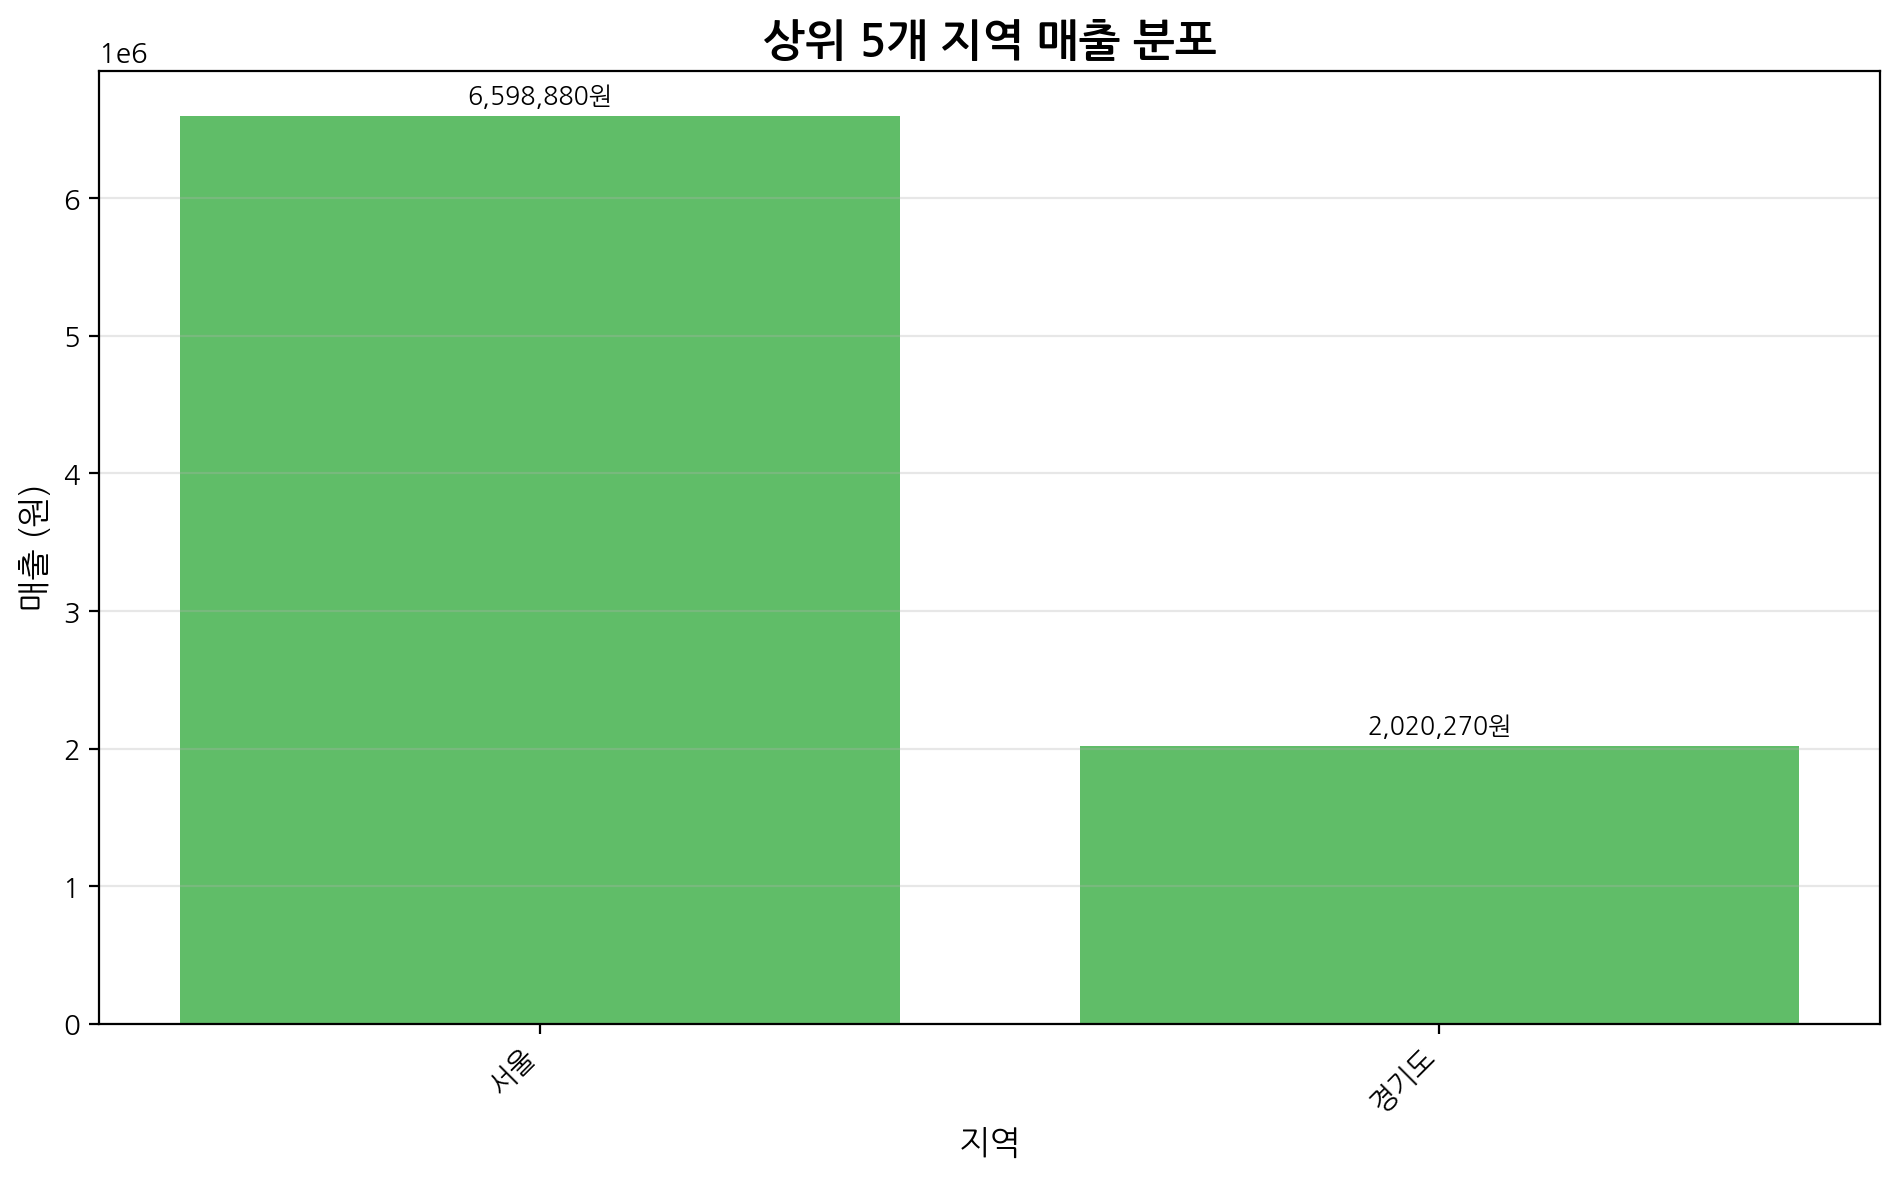 상위 5개 지역 매출 분포
1e6
6,598,880원
6
5
4
3
2
1
0
매출 (원)
2,020,270원
서울
경기도
지역